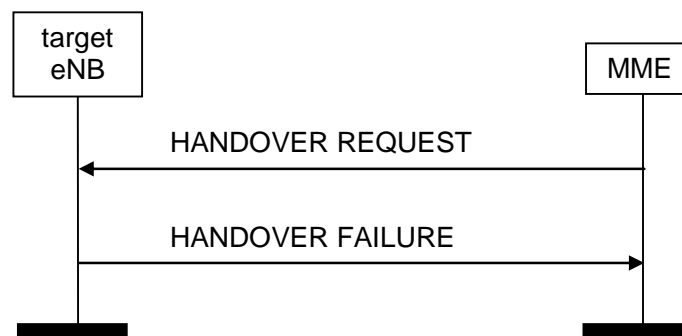 target
eNB
MME
HANDOVER REQUEST
HANDOVER FAILURE